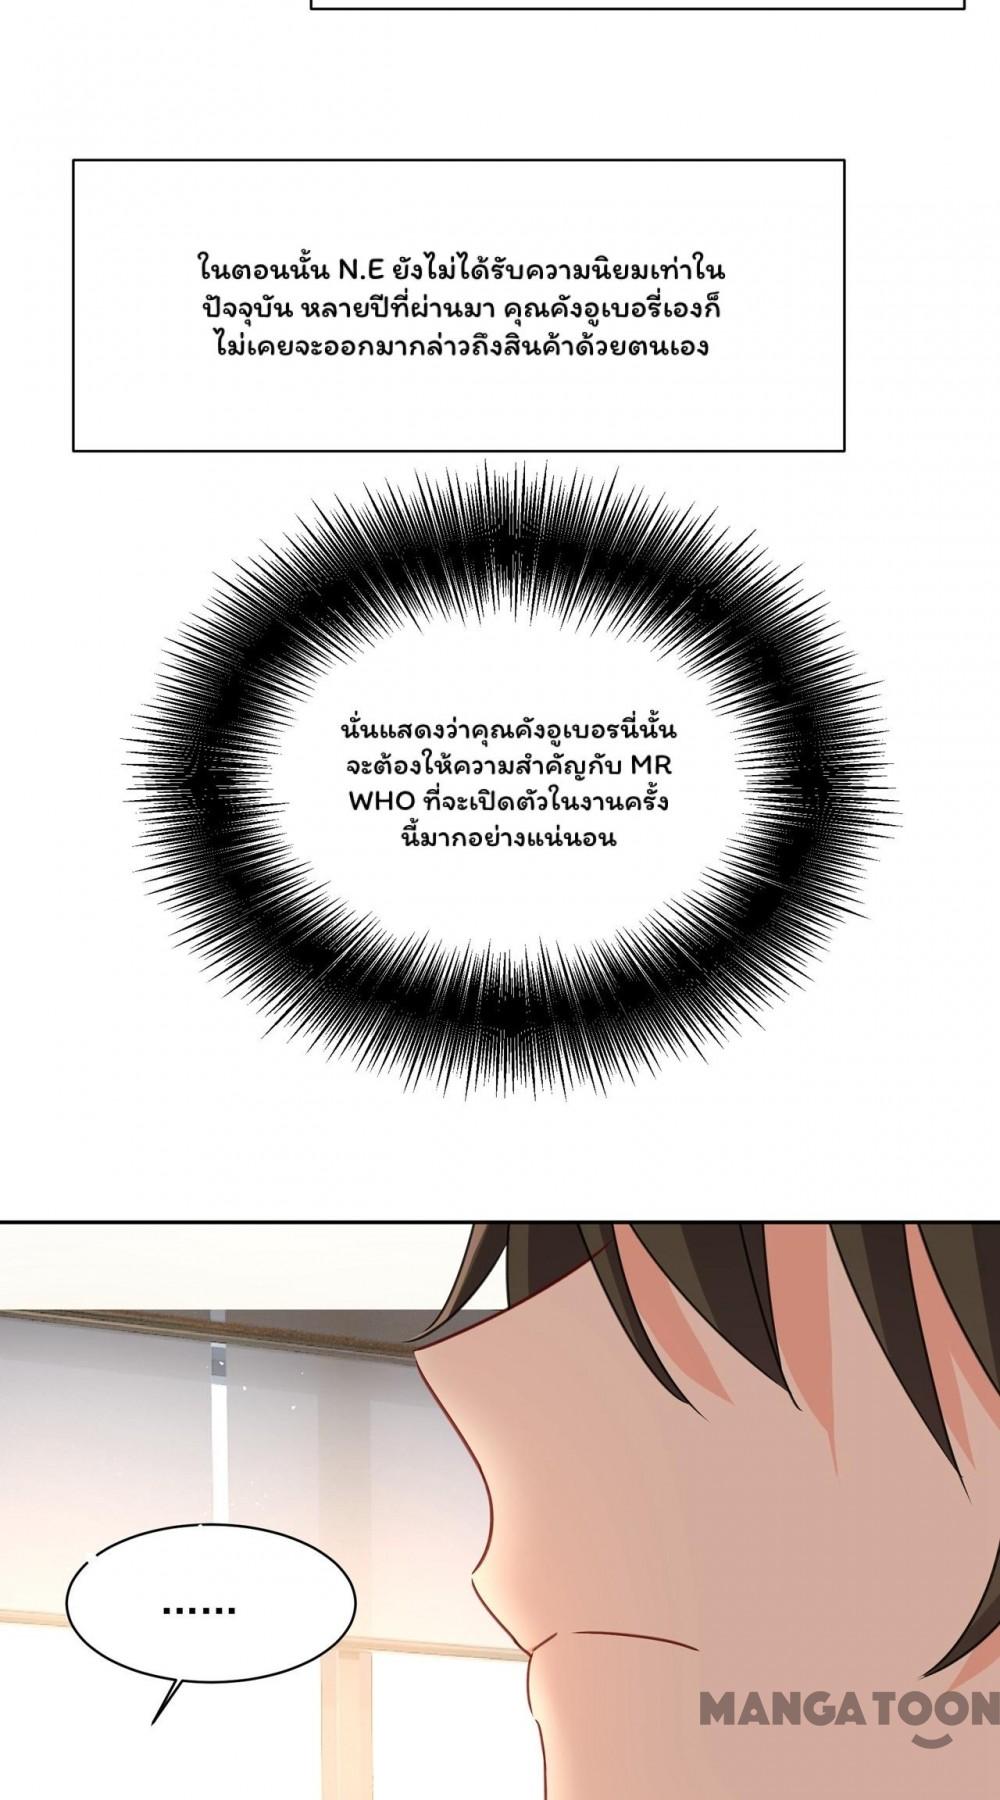 ในตอนนั้น N.E ยังไม่ได้รับความนิยมเท่าใน
ปัจจุบัน หลายปีที่ผ่านมา คุณคังอูเบอรี่เองก็
ไม่เคยจะออกมากล่าวถึงสินค้าด้วยตนเอง
นั่นแสดงว่าคุณคังอูเบอรนี่นั้น
จะต้องให้ความสำคัญกับ MR
WHO ที่จะเปิดตัวในงานครั้ง
นี้มากอย่างแน่นอน
......
MANGATOON